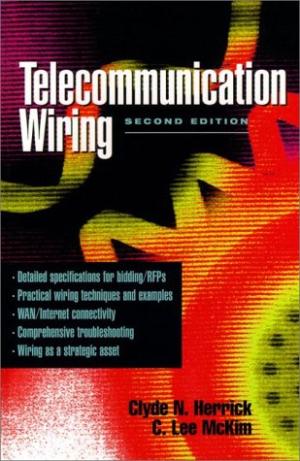 Telecommunication
Wiring SECOND EDITION
· Detailed specifications for bidding/RFPs
· Practical wiring techniques and examples
· WAN/Internet connectivity
· Comprehensive troubleshooting
· Wiring as a strategic asset
Clyde N. Herrick
C. Lee McKim